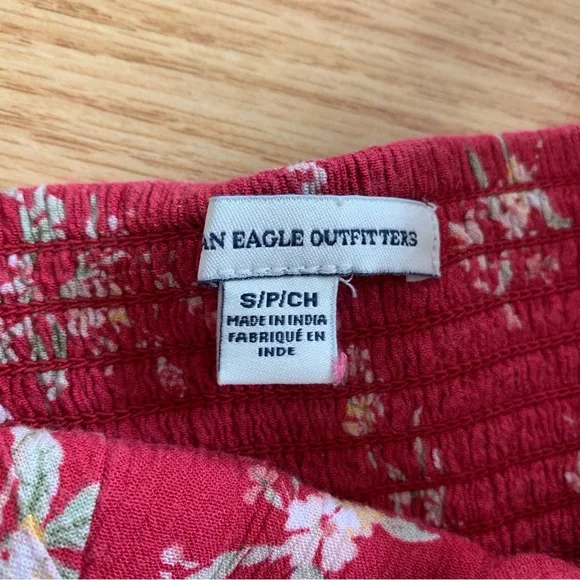 AN EAGLE OUTFITTERS
S/P/CH
MADE IN INDIA
FABRIQUÉ EN
INDE